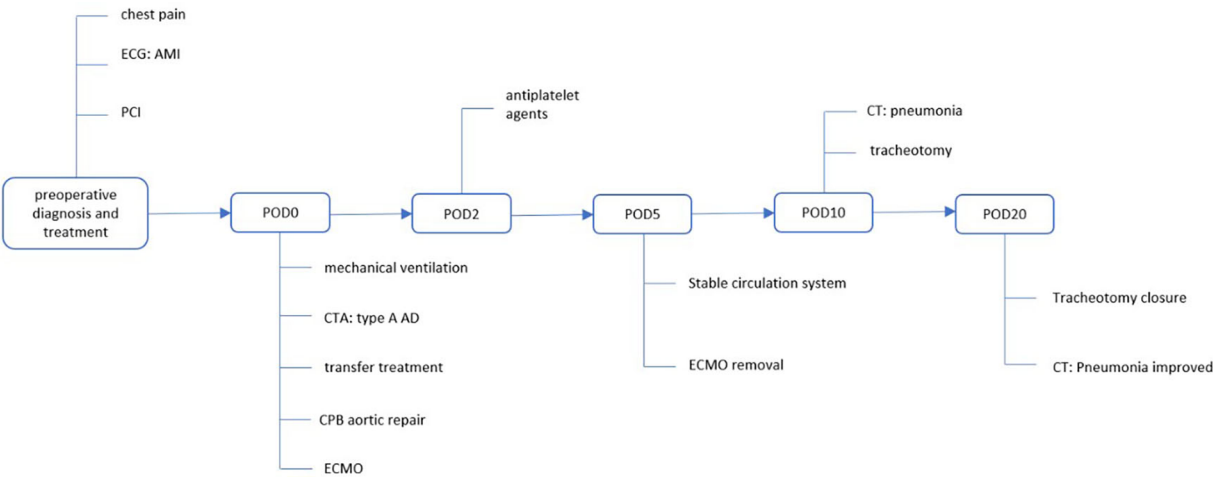 chest pain
ECG: AMI
PCI
preoperative
diagnosis and
treatment
POD0
mechanical ventilation
CTA: type A AD
transfer treatment
CPB aortic repair
ECMO
antiplatelet
agents
POD2
POD5
Stable circulation system
ECMO removal
CT: pneumonia
tracheotomy
POD10
POD20
Tracheotomy closure
CT: Pneumonia improved